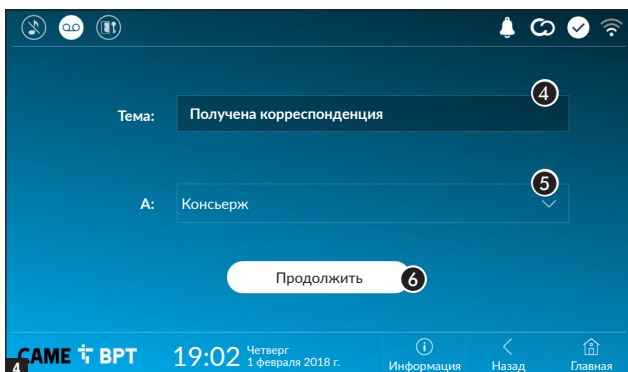 4
Тема: Получена корреспонденция
5
А: Консьерж
Продолжить 6
CAME BPT 19:02 Четверг
1 февраля 2018 г.
Информация Назад Главная
4